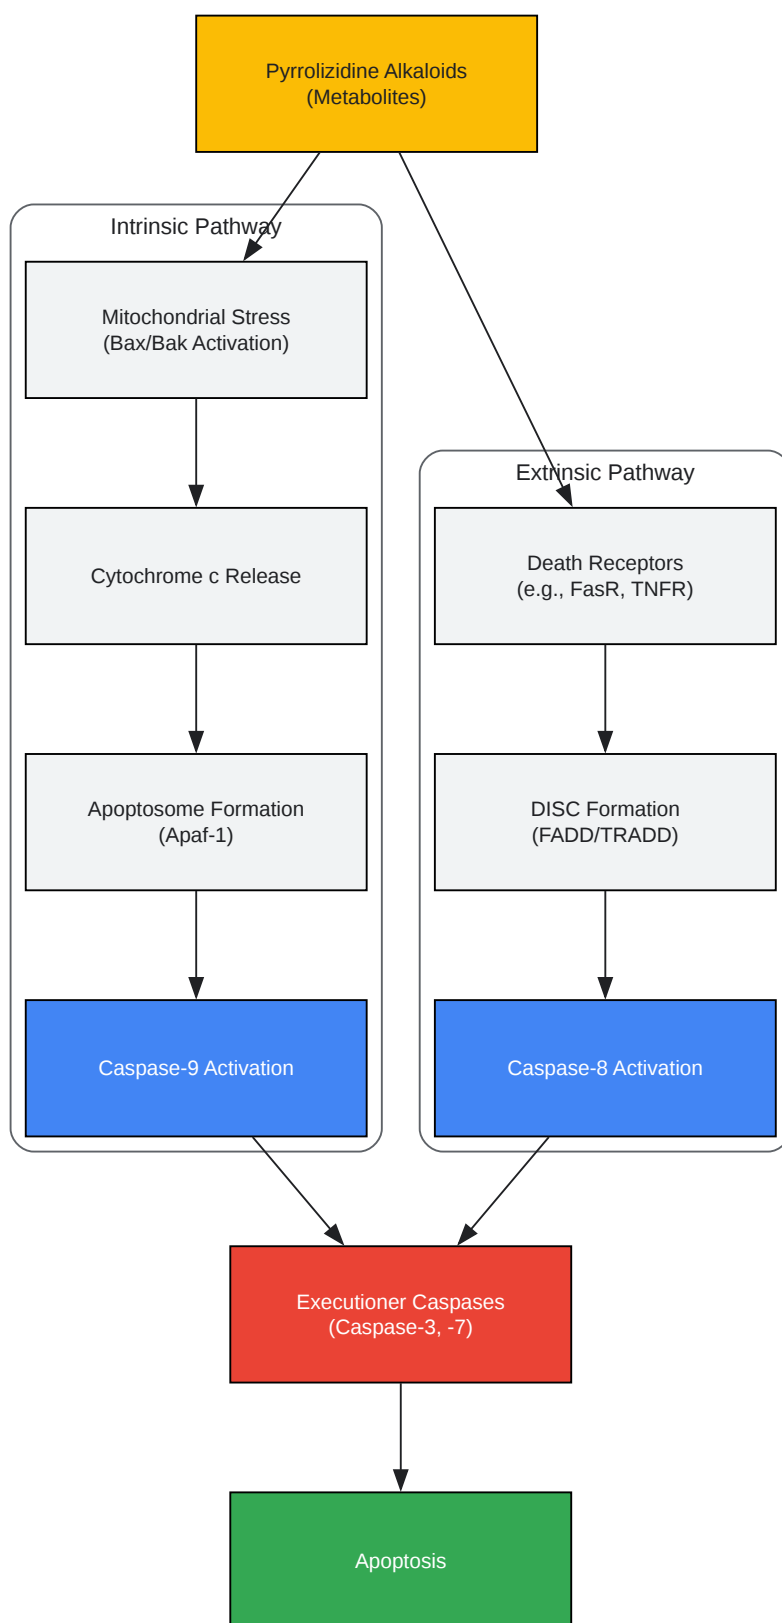 Pyrrolizidine Alkaloids
(Metabolites)
Intrinsic Pathway
Mitochondrial Stress
(Bax/Bak Activation)
Cytochrome c Release
Apoptosome Formation
(Apaf-1)
Caspase-9 Activation
Extrinsic Pathway
Death Receptors
(e.g., FasR, TNFR)
DISC Formation
(FADD/TRADD)
Caspase-8 Activation
Executioner Caspases
(Caspase-3, -7)
Apoptosis